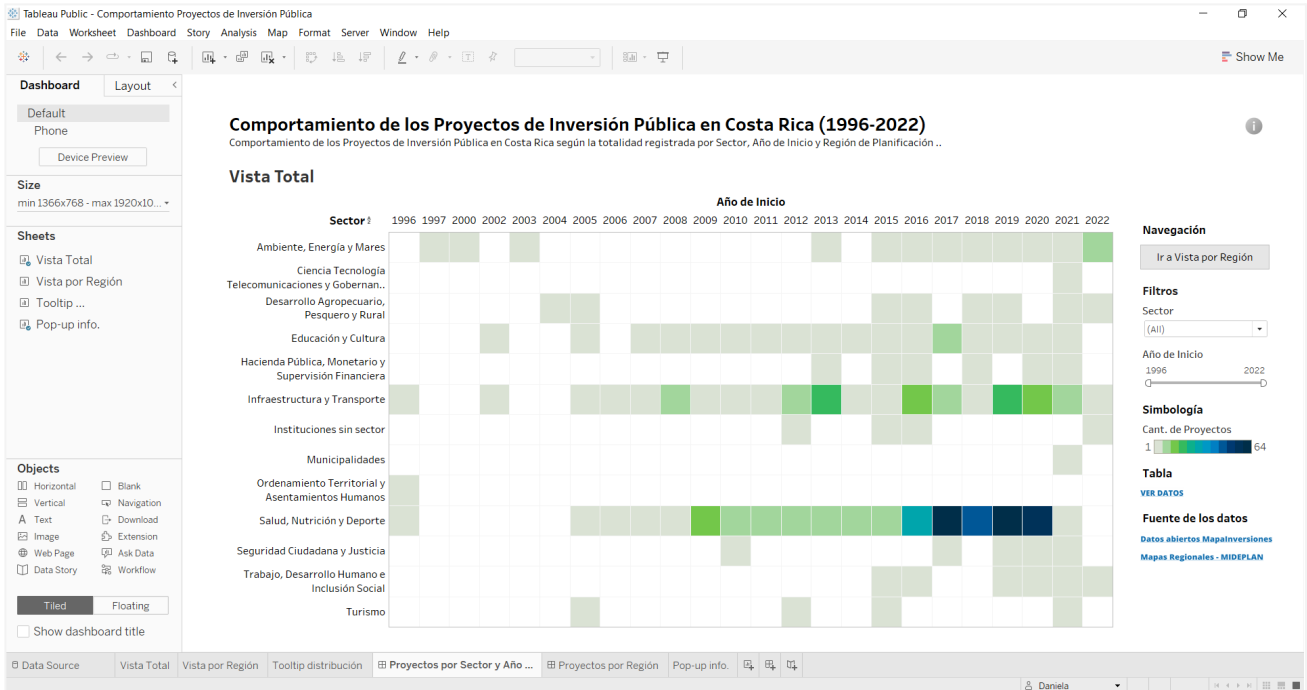 Tableau Public - Comportamiento Proyectos de Inversión Pública
File Data Worksheet Dashboard Story Analysis Map Format Server Window Help
Show Me
Dashboard Layout
Default
Phone
Device Preview
Size
min 1366x768 - max 1920x10...
Sheets
Vista Total
Vista por Región
Tooltip ...
Pop-up info.
Objects
Horizontal Blank
Vertical Navigation
A Text Download
Image Extension
Web Page Ask Data
Data Story Workflow
Tiled Floating
Show dashboard title
Comportamiento de los Proyectos de Inversión Pública en Costa Rica (1996-2022)
Comportamiento de los Proyectos de Inversión Pública en Costa Rica según la totalidad registrada por Sector, Año de Inicio y Región de Planificación ..
Vista Total
Año de Inicio
Sector 1996 1997 2000 2002 2003 2004 2005 2006 2007 2008 2009 2010 2011 2012 2013 2014 2015 2016 2017 2018 2019 2020 2021 2022
Ambiente, Energía y Mares
Ciencia Tecnología
Telecomunicaciones y Gobernan..
Desarrollo Agropecuario,
Pesquero y Rural
Educación y Cultura
Hacienda Pública, Monetario y
Supervisión Financiera
Infraestructura y Transporte
Instituciones sin sector
Municipalidades
Ordenamiento Territorial y
Asentamientos Humanos
Salud, Nutrición y Deporte
Seguridad Ciudadana y Justicia
Trabajo, Desarrollo Humano e
Inclusión Social
Turismo
Navegación
Ir a Vista por Región
Filtros
Sector
(All)
Año de Inicio
1996 2022
Simbología
Cant. de Proyectos
1 64
Tabla
VER DATOS
Fuente de los datos
Datos abiertos MapaInversiones
Mapas Regionales - MIDEPLAN
Data Source Vista Total Vista por Región Tooltip distribución Proyectos por Sector y Año ... Proyectos por Región Pop-up info.
Daniela